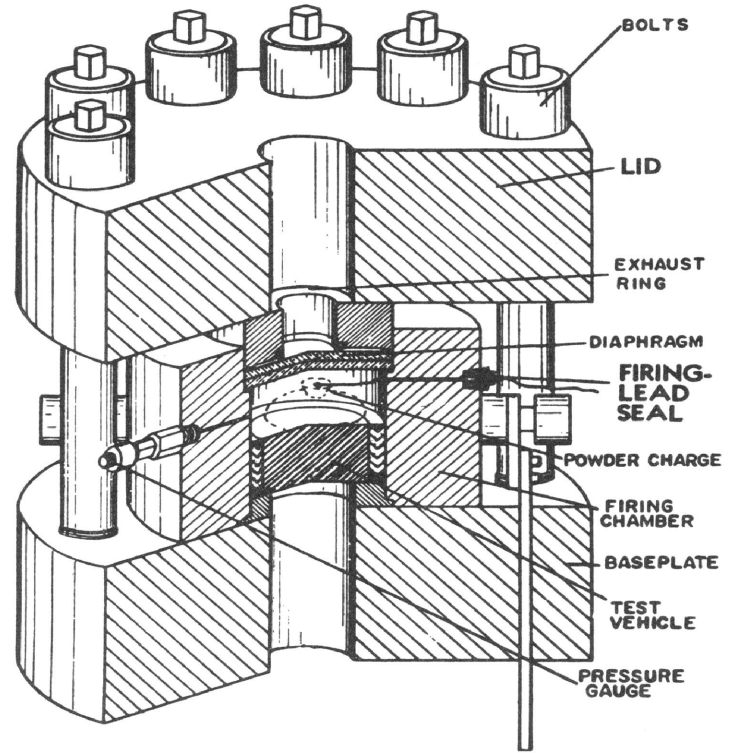 BOLTS
LID
EXHAUST
RING
DIAPHRAGM
FIRING-
LEAD
SEAL
POWDER CHARGE
FIRING
CHAMBER
BASEPLATE
TEST
VEHICLE
PRESSURE
GAUGE